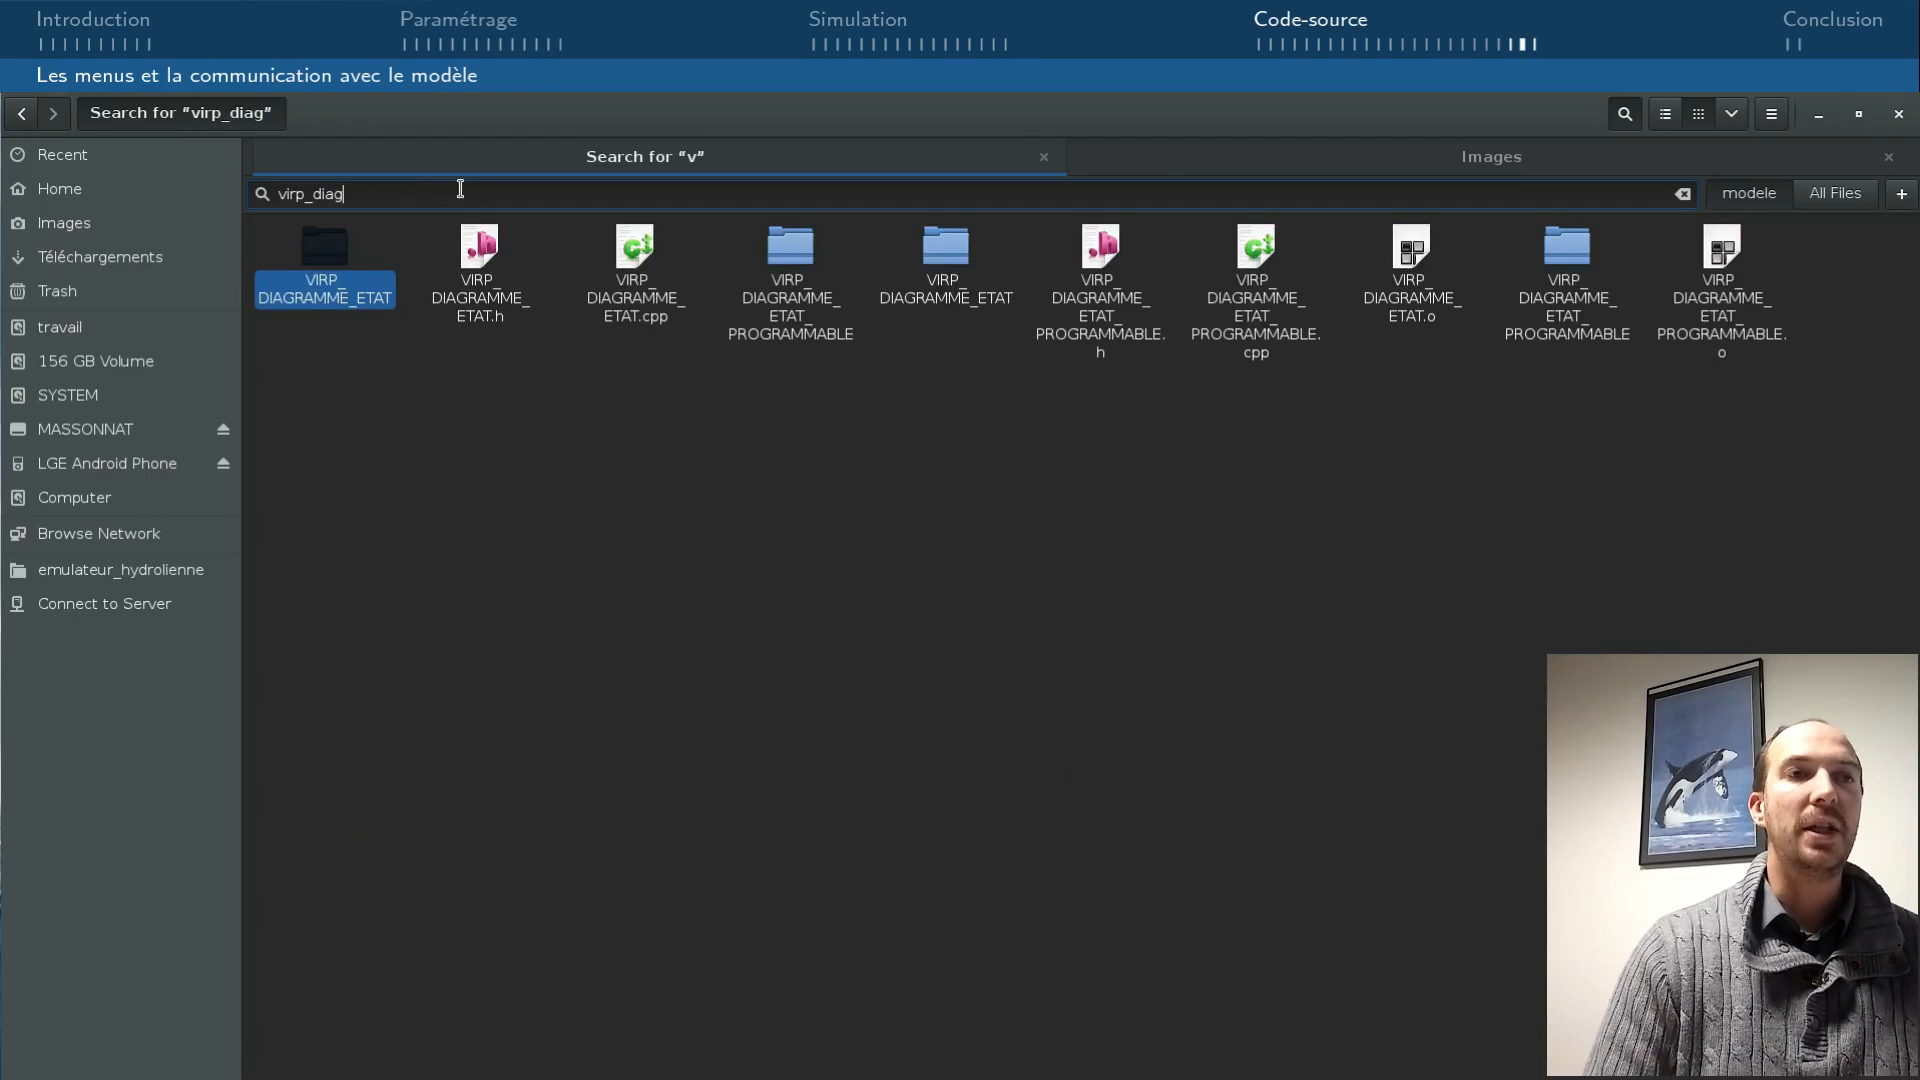 Introduction
Paramétrage
Simulation
Code-source
Conclusion
Les menus et la communication avec le modèle
Search for “virp_diag”
Search for “v”
Images
virp_diag
modele
All Files
Recent
Home
Images
Téléchargements
Trash
travail
156 GB Volume
SYSTEM
MASSONNAT
LGE Android Phone
Computer
Browse Network
emulateur_hydrolienne
Connect to Server
VIRP_
DIAGRAMME_ETAT
VIRP_
DIAGRAMME_
ETAT.h
VIRP_
DIAGRAMME_
ETAT.cpp
VIRP_
DIAGRAMME_
ETAT_
PROGRAMMABLE
VIRP_
DIAGRAMME_ETAT
VIRP_
DIAGRAMME_
ETAT_
PROGRAMMABLE.
h
VIRP_
DIAGRAMME_
ETAT_
PROGRAMMABLE.
cpp
VIRP_
DIAGRAMME_
ETAT.o
VIRP_
DIAGRAMME_
ETAT_
PROGRAMMABLE
VIRP_
DIAGRAMME_
ETAT_
PROGRAMMABLE.
o